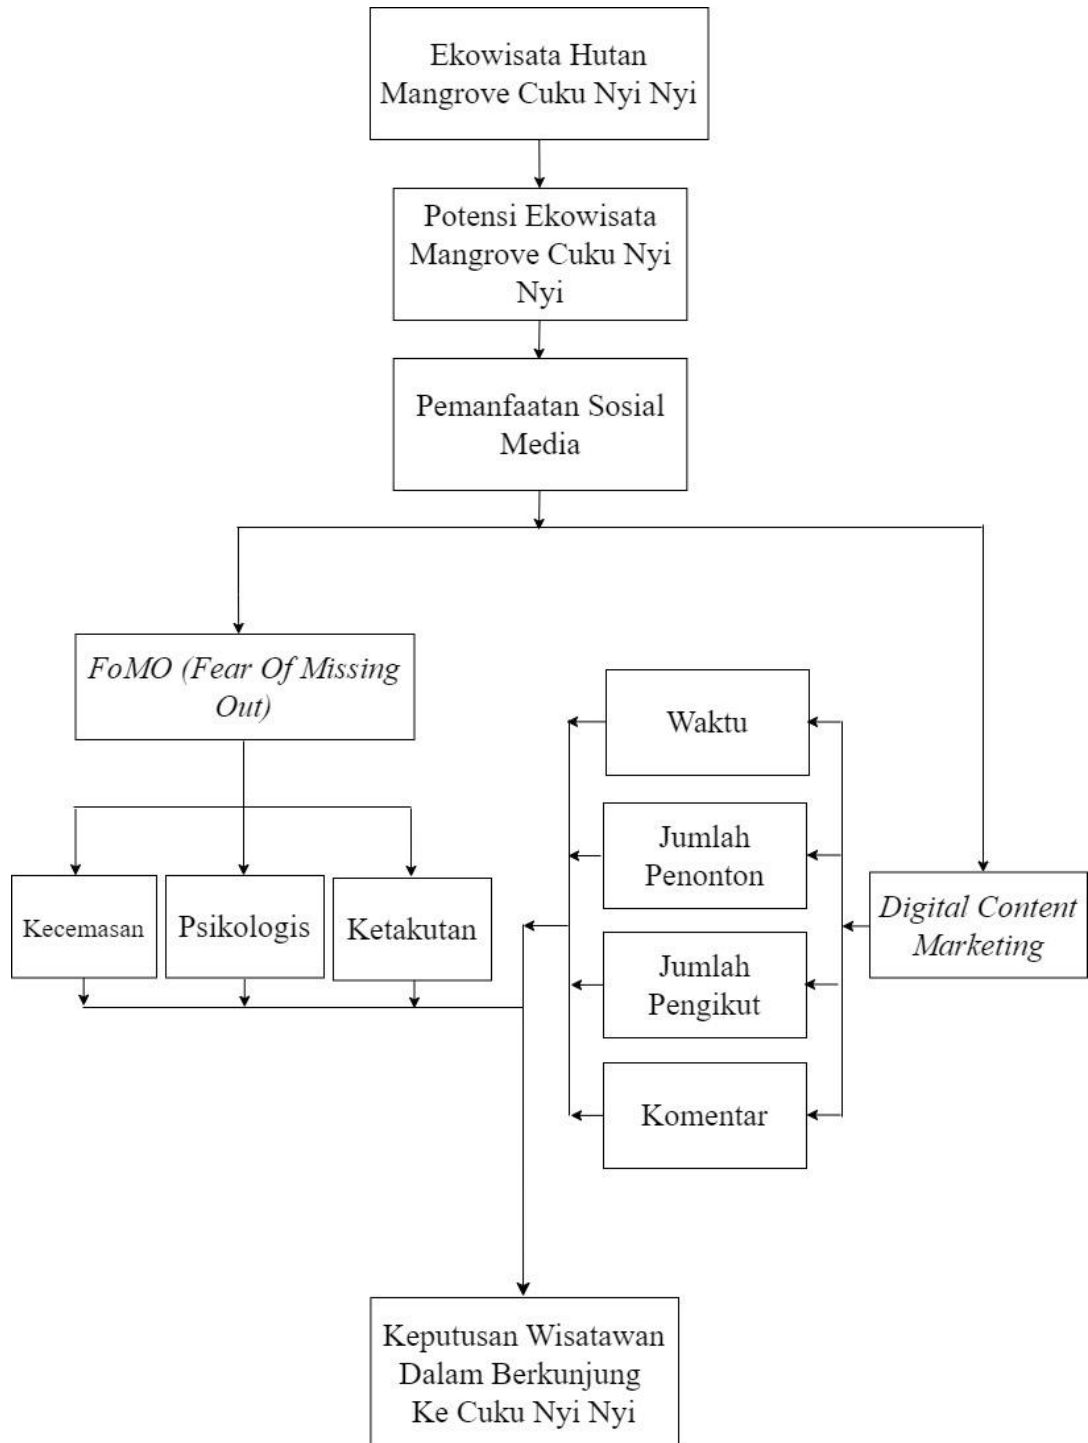 Ekowisata Hutan
Mangrove Cuku Nyi Nyi
Potensi Ekowisata
Mangrove Cuku Nyi
Nyi
Pemanfaatan Sosial
Media
FoMO (Fear Of Missing
Out)
Kecemasan
Psikologis
Ketakutan
Waktu
Jumlah
Penonton
Jumlah
Pengikut
Komentar
Digital Content
Marketing
Keputusan Wisatawan
Dalam Berkunjung
Ke Cuku Nyi Nyi